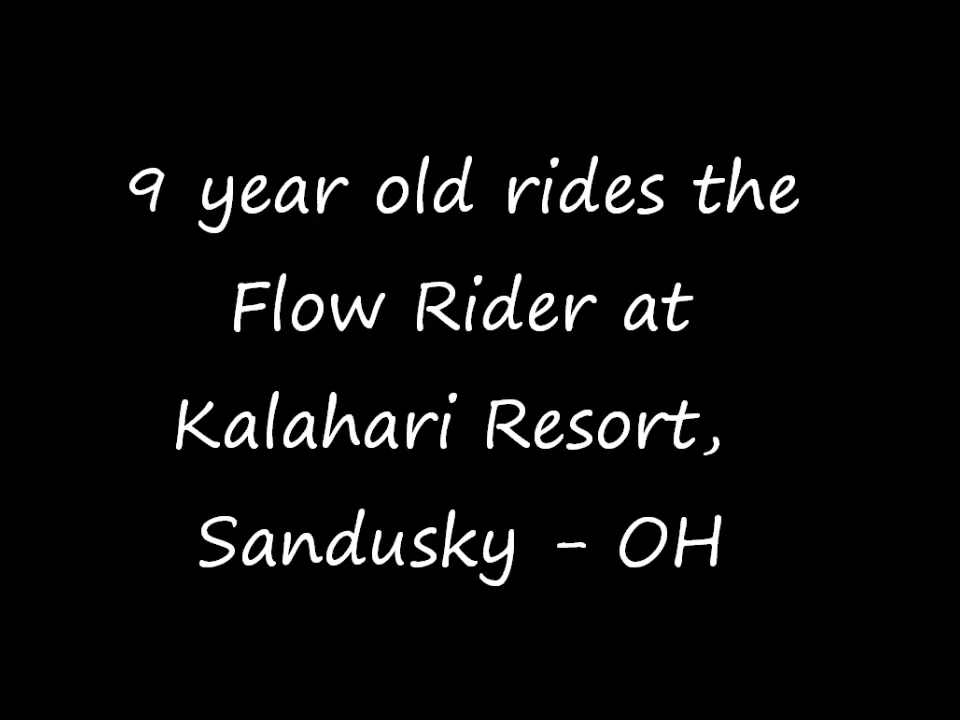 9 year old rides the
Flow Rider at
Kalahari Resort,
Sandusky - OH